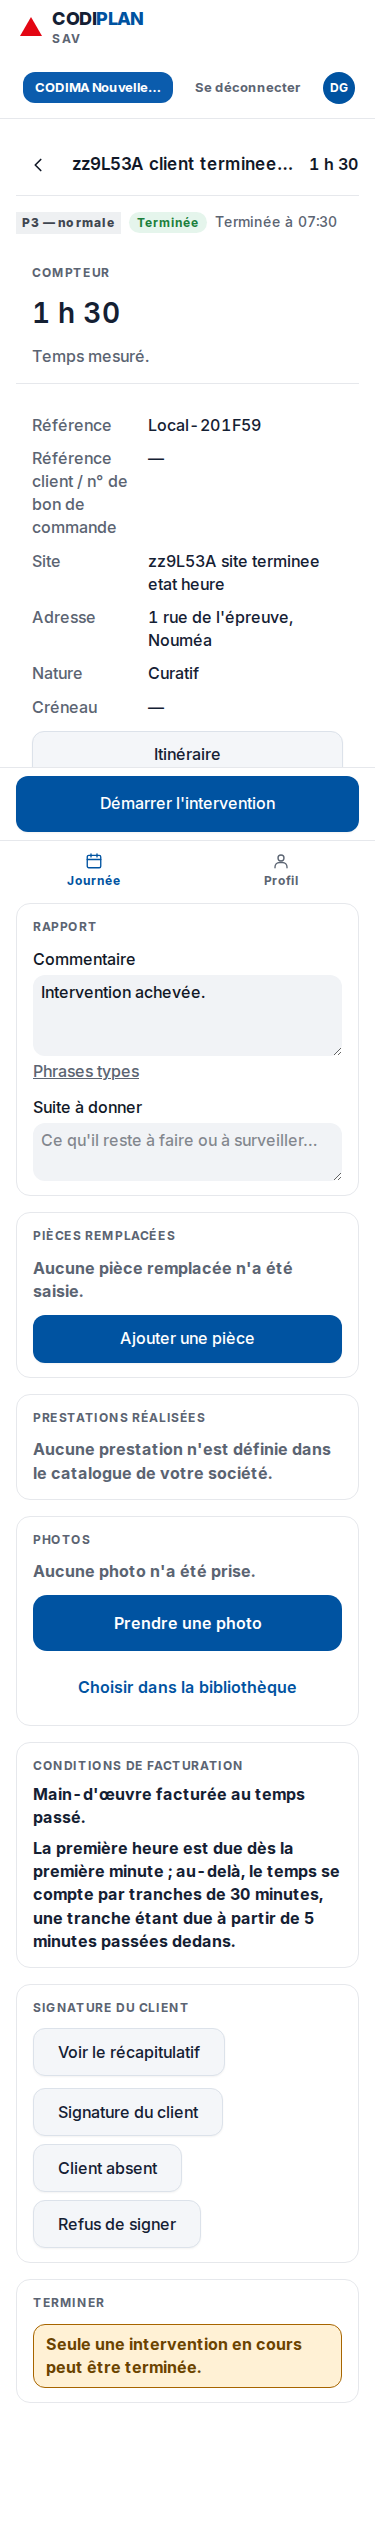 CODIPLAN
SAV
CODIMA Nouvelle...
Se déconnecter
DG
zz9L53A client terminee...
1 h 30
P3 — normale
Terminée
Terminée à 07:30
COMPTEUR
1 h 30
Temps mesuré.
Référence
Local-201F59
Référence
client / n° de
bon de
commande
—
Site
zz9L53A site terminee
etat heure
Adresse
1 rue de l'épreuve,
Nouméa
Nature
Curatif
Créneau
—
Itinéraire
Démarrer l'intervention
Journée
Profil
RAPPORT
Commentaire
Intervention achevée.
Phrases types
Suite à donner
Ce qu'il reste à faire ou à surveiller...
PIÈCES REMPLACÉES
Aucune pièce remplacée n'a été
saisie.
Ajouter une pièce
PRESTATIONS RÉALISÉES
Aucune prestation n'est définie dans
le catalogue de votre société.
PHOTOS
Aucune photo n'a été prise.
Prendre une photo
Choisir dans la bibliothèque
CONDITIONS DE FACTURATION
Main-d'œuvre facturée au temps
passé.
La première heure est due dès la
première minute ; au-delà, le temps se
compte par tranches de 30 minutes,
une tranche étant due à partir de 5
minutes passées dedans.
SIGNATURE DU CLIENT
Voir le récapitulatif
Signature du client
Client absent
Refus de signer
TERMINER
Seule une intervention en cours
peut être terminée.